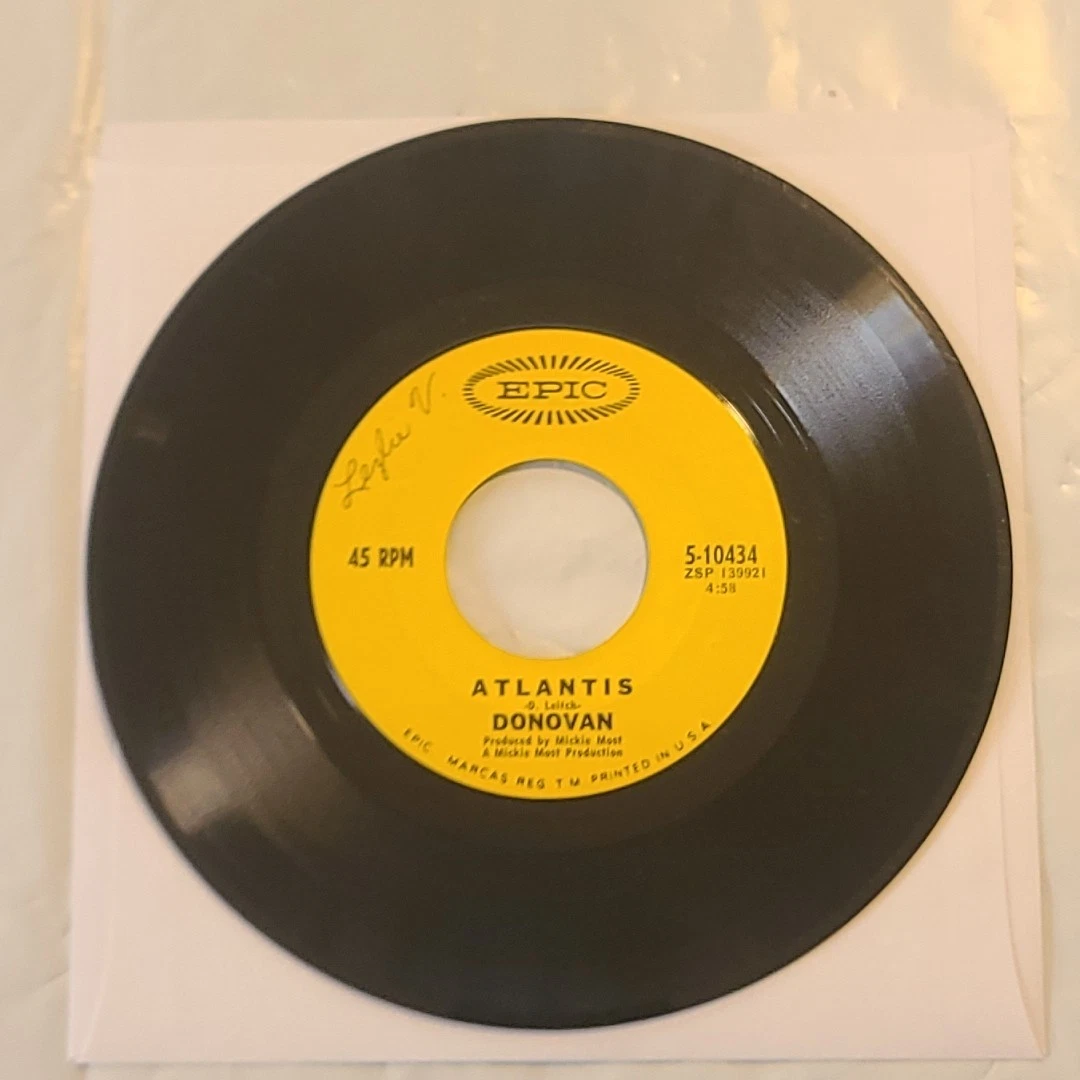 EPIC
Leslie V.
45 RPM
5-10434
ZSP 139921
4:58
ATLANTIS
-D. Leitch-
DONOVAN
Produced by Mickie Most
A Mickie Most Production
EPIC. MARCAS REG. T.M. PRINTED IN U.S.A.